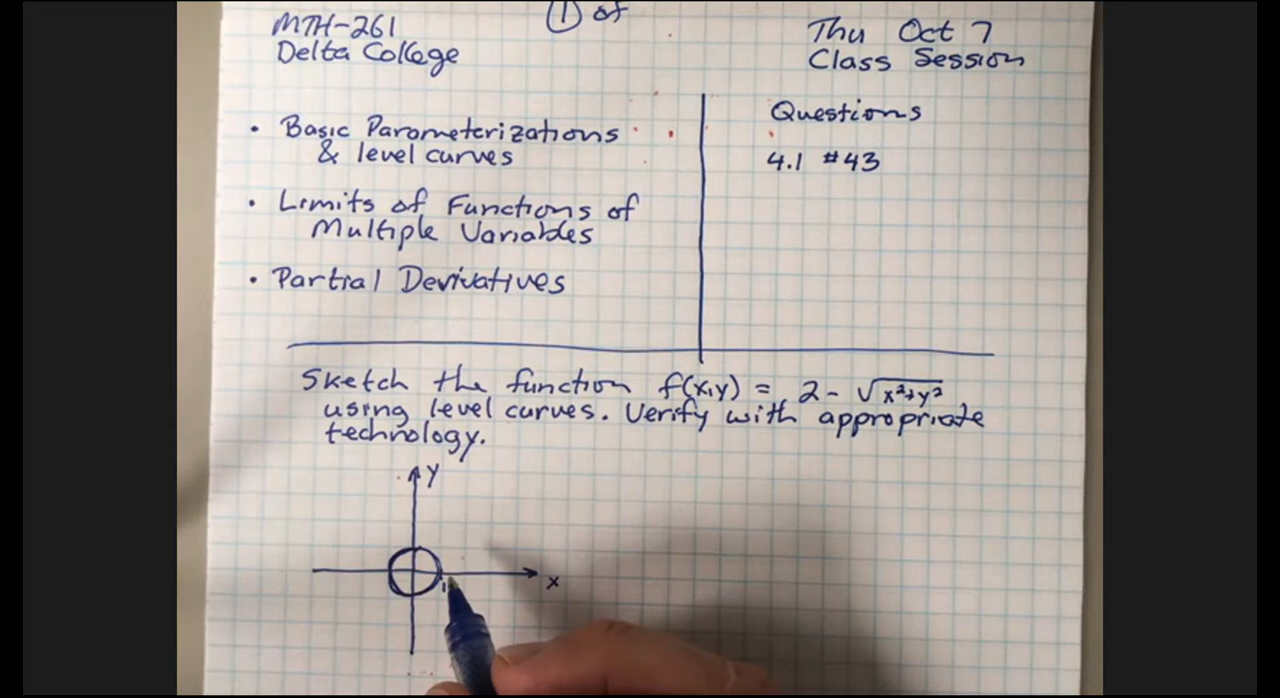 MTH-261
Delta College
① of
Thu Oct 7
Class Session
• Basic Parameterizations
& level curves
• Limits of Functions of
Multiple Variables
• Partial Derivatives
Questions
4.1 #43
Sketch the function f(x,y) = 2 - √x²+y²
using level curves. Verify with appropriate
technology.
y
x
1